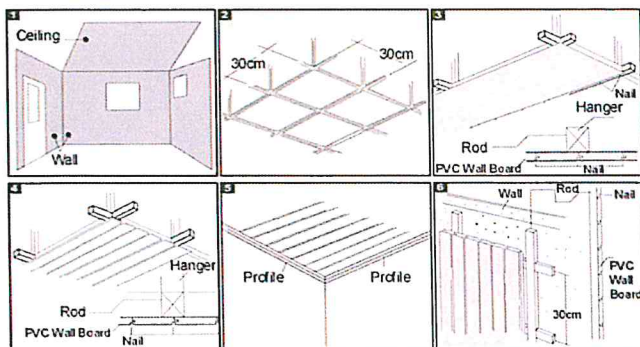 1
Ceiling
Wall
2
30cm
30cm
3
Nail
Hanger
Rod
PVC Wall Board
Nail
4
Hanger
Rod
PVC Wall Board
Nail
5
Profile
Profile
6
Wall
Rod
Nail
PVC
Wall
Board
30cm